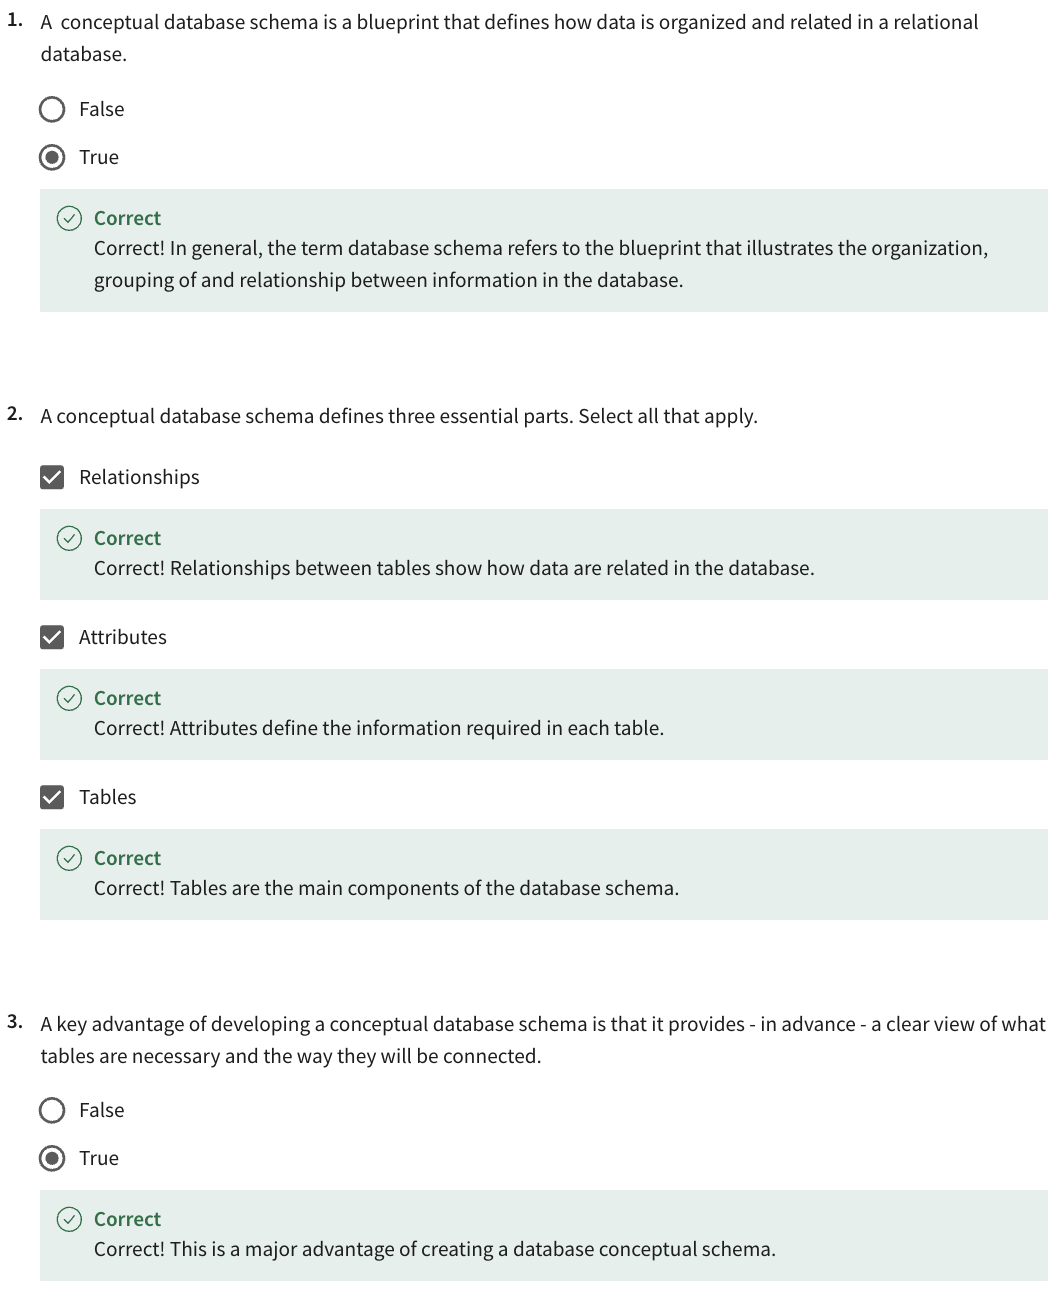 1. A conceptual database schema is a blueprint that defines how data is organized and related in a relational
database.
False
True
Correct
Correct! In general, the term database schema refers to the blueprint that illustrates the organization,
grouping of and relationship between information in the database.
2. A conceptual database schema defines three essential parts. Select all that apply.
Relationships
Correct
Correct! Relationships between tables show how data are related in the database.
Attributes
Correct
Correct! Attributes define the information required in each table.
Tables
Correct
Correct! Tables are the main components of the database schema.
3. A key advantage of developing a conceptual database schema is that it provides - in advance - a clear view of what
tables are necessary and the way they will be connected.
False
True
Correct
Correct! This is a major advantage of creating a database conceptual schema.